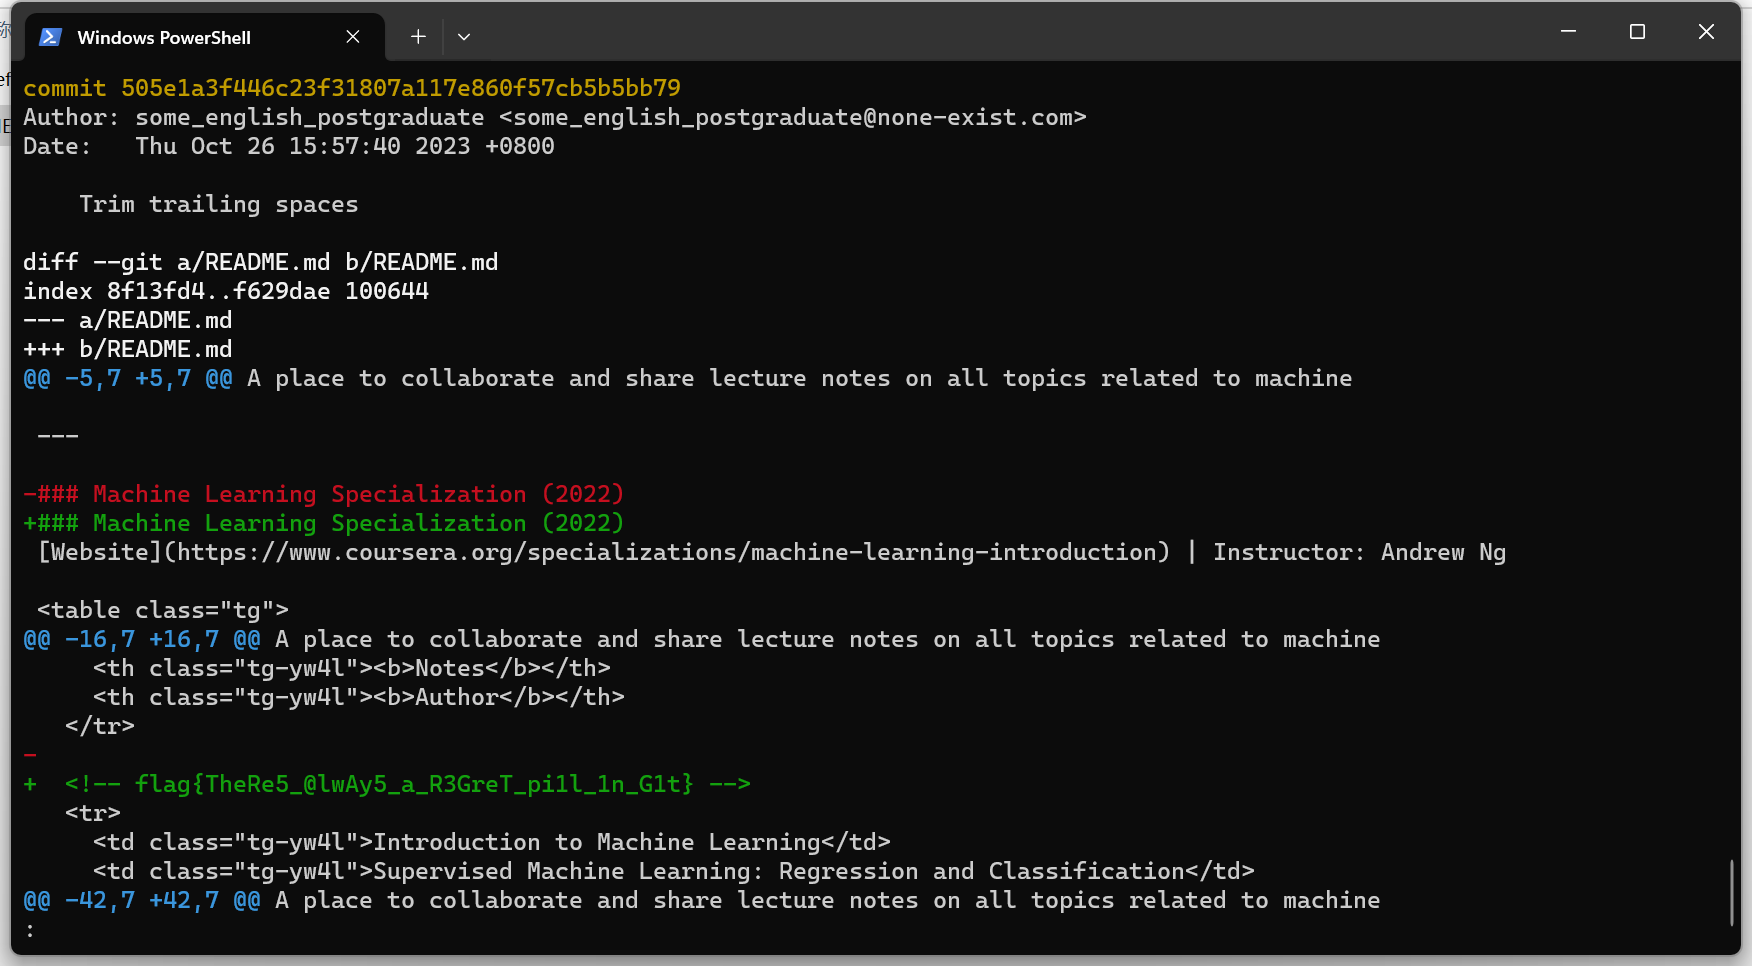 称
Windows PowerShell
ef
commit 505e1a3f446c23f31807a117e860f57cb5b5bb79
Author: some_english_postgraduate <some_english_postgraduate@none-exist.com>
Date:   Thu Oct 26 15:57:40 2023 +0800
    Trim trailing spaces
diff --git a/README.md b/README.md
index 8f13fd4..f629dae 100644
--- a/README.md
+++ b/README.md
@@ -5,7 +5,7 @@ A place to collaborate and share lecture notes on all topics related to machine
 ---
-### Machine Learning Specialization (2022)
+### Machine Learning Specialization (2022)
 [Website](https://www.coursera.org/specializations/machine-learning-introduction) | Instructor: Andrew Ng
 <table class="tg">
@@ -16,7 +16,7 @@ A place to collaborate and share lecture notes on all topics related to machine
     <th class="tg-yw4l"><b>Notes</b></th>
     <th class="tg-yw4l"><b>Author</b></th>
   </tr>
-
+  <!-- flag{TheRe5_@lwAy5_a_R3GreT_pi1l_1n_G1t} -->
   <tr>
     <td class="tg-yw4l">Introduction to Machine Learning</td>
     <td class="tg-yw4l">Supervised Machine Learning: Regression and Classification</td>
@@ -42,7 +42,7 @@ A place to collaborate and share lecture notes on all topics related to machine
: